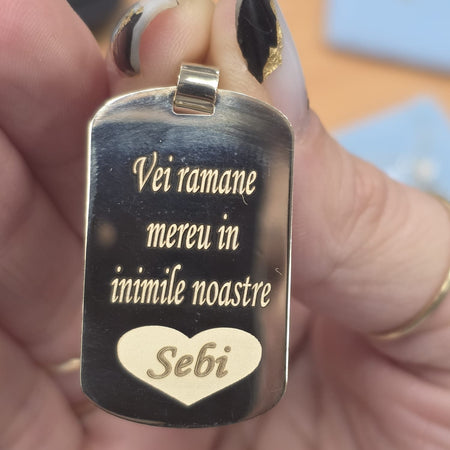 Vei ramane
mereu in
inimile noastre
Sebi